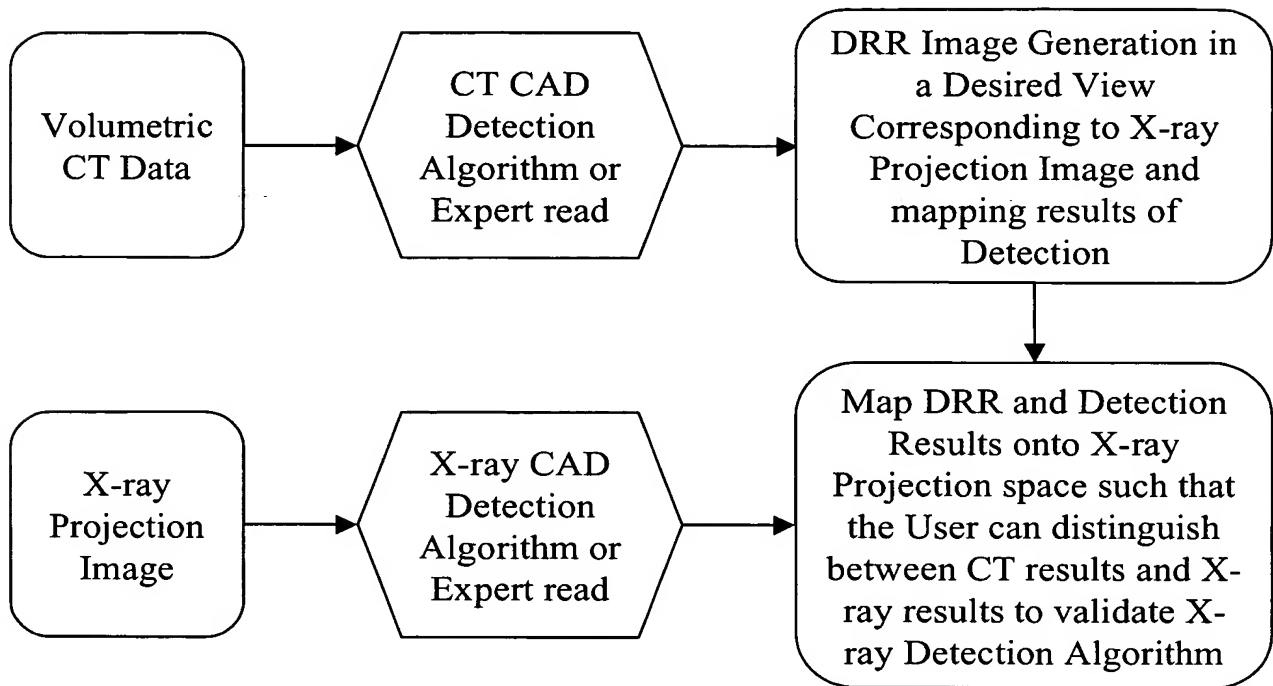 Volumetric
CT Data
CT CAD
Detection
Algorithm or
Expert read
DRR Image Generation in
a Desired View
Corresponding to X-ray
Projection Image and
mapping results of
Detection
X-ray
Projection
Image
X-ray CAD
Detection
Algorithm or
Expert read
Map DRR and Detection
Results onto X-ray
Projection space such that
the User can distinguish
between CT results and X-
ray results to validate X-
ray Detection Algorithm